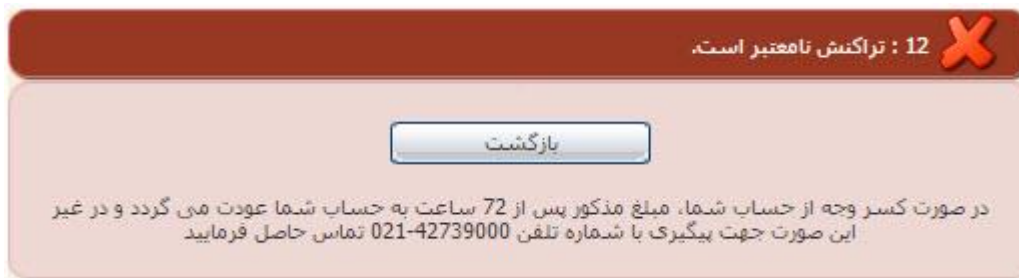 12 : تراکنش نامعتبر است.
بازگشت
در صورت کسر وجه از حساب شما، مبلغ مذکور پس از 72 ساعت به حساب شما عودت می گردد و در غیر
این صورت جهت پیگیری با شماره تلفن 42739000-021 تماس حاصل فرمایید